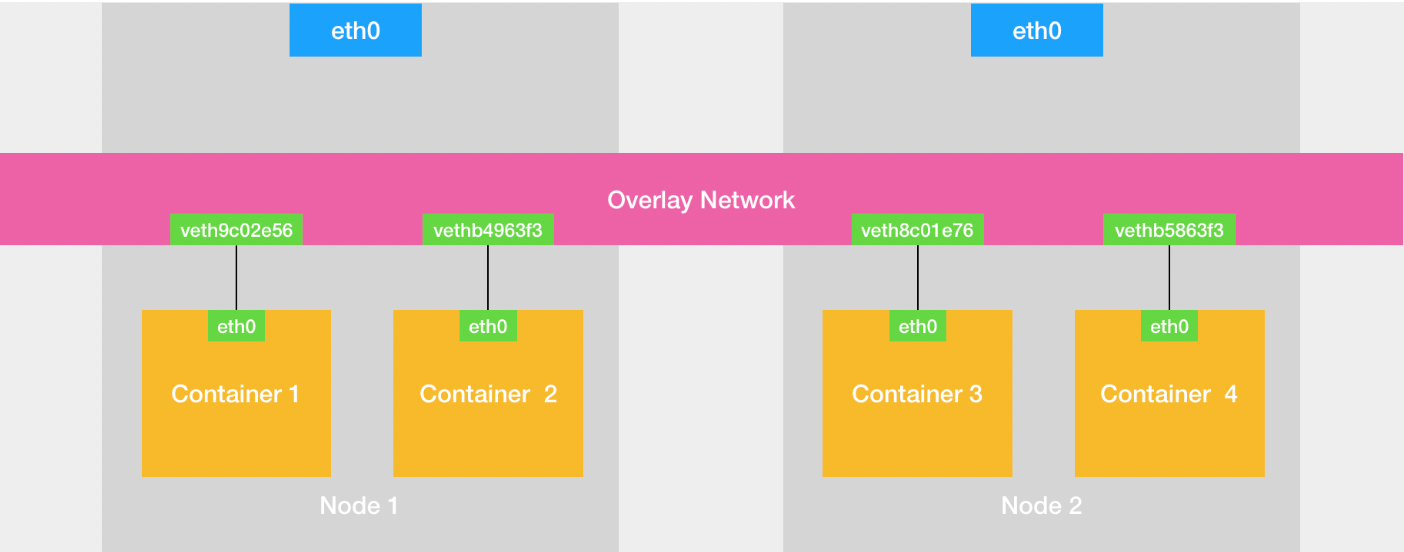 eth0
eth0
Overlay Network
veth9c02e56
vethb4963f3
veth8c01e76
vethb5863f3
eth0
eth0
eth0
eth0
Container 1
Container 2
Container 3
Container 4
Node 1
Node 2